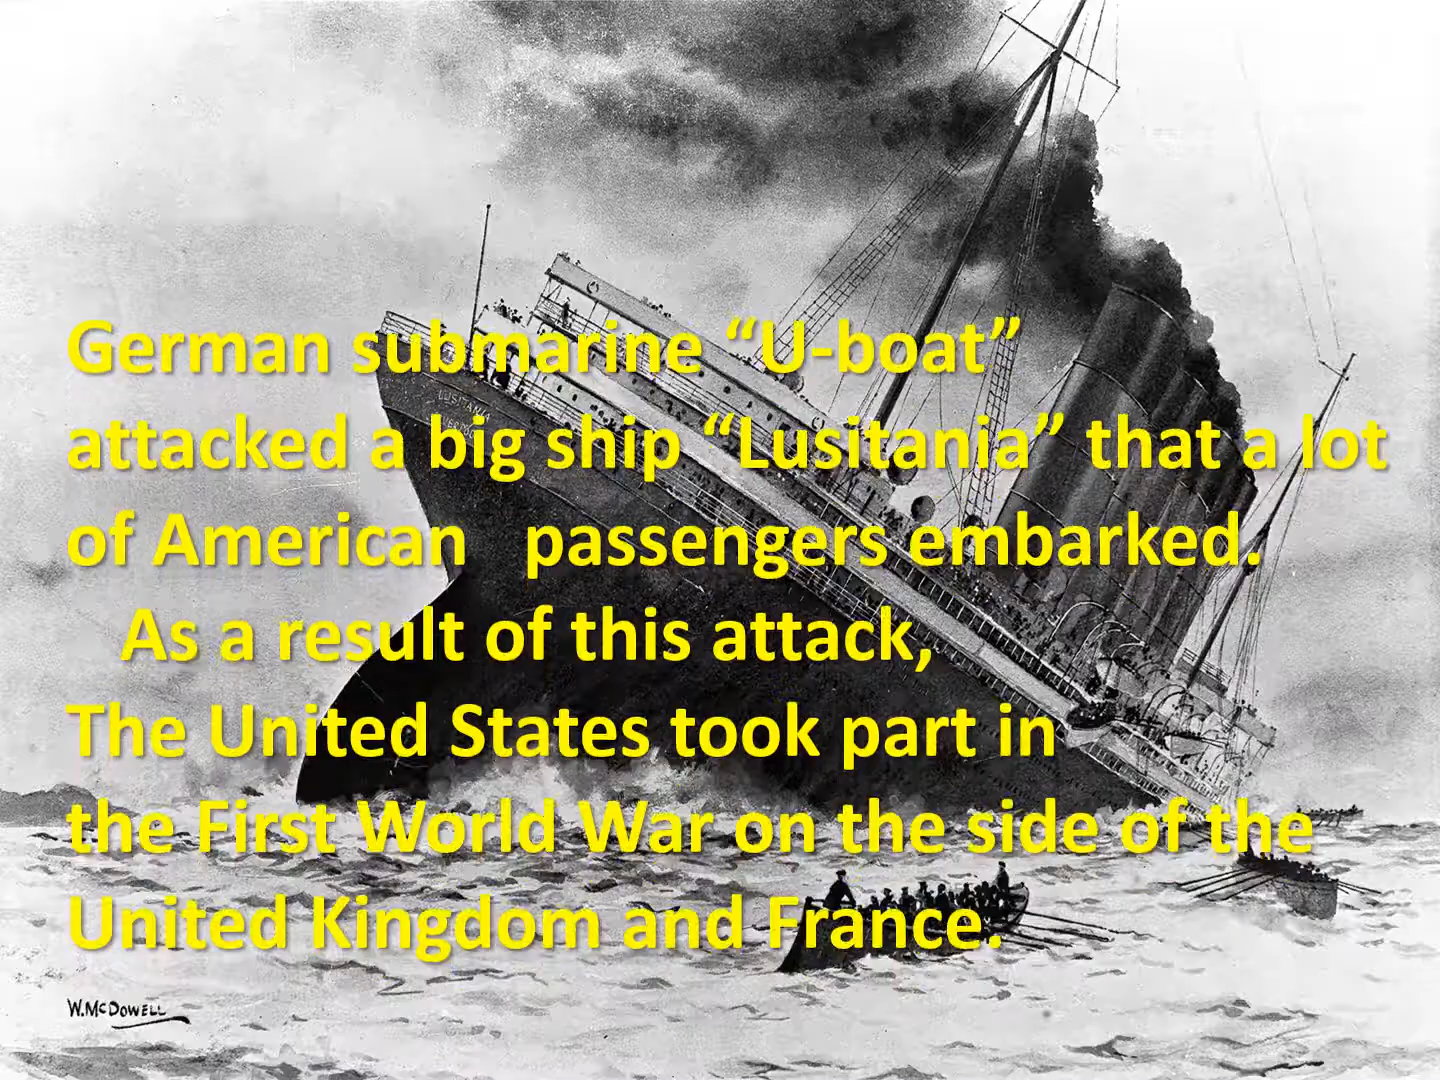 German submarine “U-boat”
attacked a big ship “Lusitania” that a lot
of American   passengers embarked.
As a result of this attack,
The United States took part in
the First World War on the side of the
United Kingdom and France.
LUSITANIA
W. McDOWELL